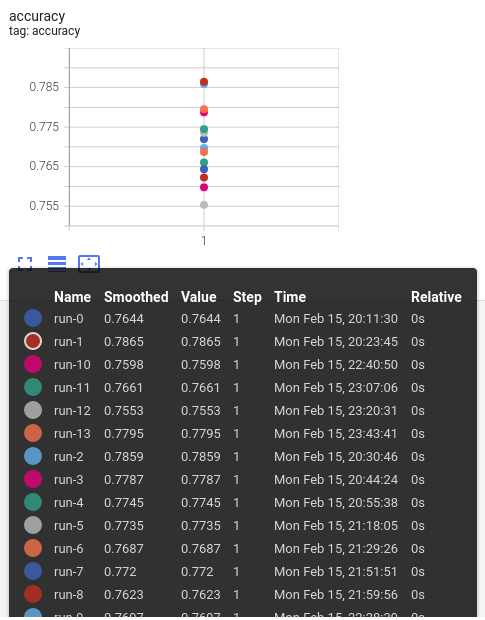 accuracy
tag: accuracy
0.785
0.775
0.765
0.755
1
Name Smoothed Value Step Time Relative
run-0 0.7644 0.7644 1 Mon Feb 15, 20:11:30 0s
run-1 0.7865 0.7865 1 Mon Feb 15, 20:23:45 0s
run-10 0.7598 0.7598 1 Mon Feb 15, 22:40:50 0s
run-11 0.7661 0.7661 1 Mon Feb 15, 23:07:06 0s
run-12 0.7553 0.7553 1 Mon Feb 15, 23:20:31 0s
run-13 0.7795 0.7795 1 Mon Feb 15, 23:43:41 0s
run-2 0.7859 0.7859 1 Mon Feb 15, 20:30:46 0s
run-3 0.7787 0.7787 1 Mon Feb 15, 20:44:24 0s
run-4 0.7745 0.7745 1 Mon Feb 15, 20:55:38 0s
run-5 0.7735 0.7735 1 Mon Feb 15, 21:18:05 0s
run-6 0.7687 0.7687 1 Mon Feb 15, 21:29:26 0s
run-7 0.772 0.772 1 Mon Feb 15, 21:51:51 0s
run-8 0.7623 0.7623 1 Mon Feb 15, 21:59:56 0s
run-9 0.7697 0.7697 1 Mon Feb 15, 0s